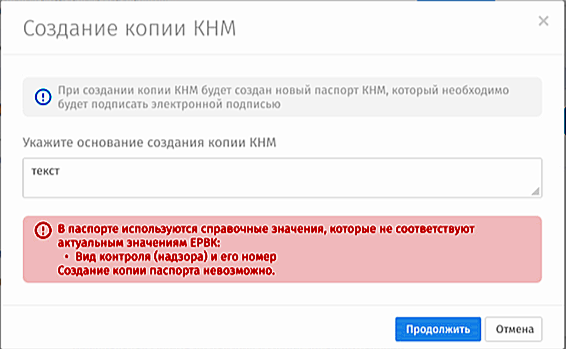 Создание копии КНМ
При создании копии КНМ будет создан новый паспорт КНМ, который необходимо
будет подписать электронной подписью
Укажите основание создания копии КНМ
текст
В паспорте используются справочные значения, которые не соответствуют
актуальным значениям ЕРВК:
• Вид контроля (надзора) и его номер
Создание копии паспорта невозможно.
Продолжить
Отмена